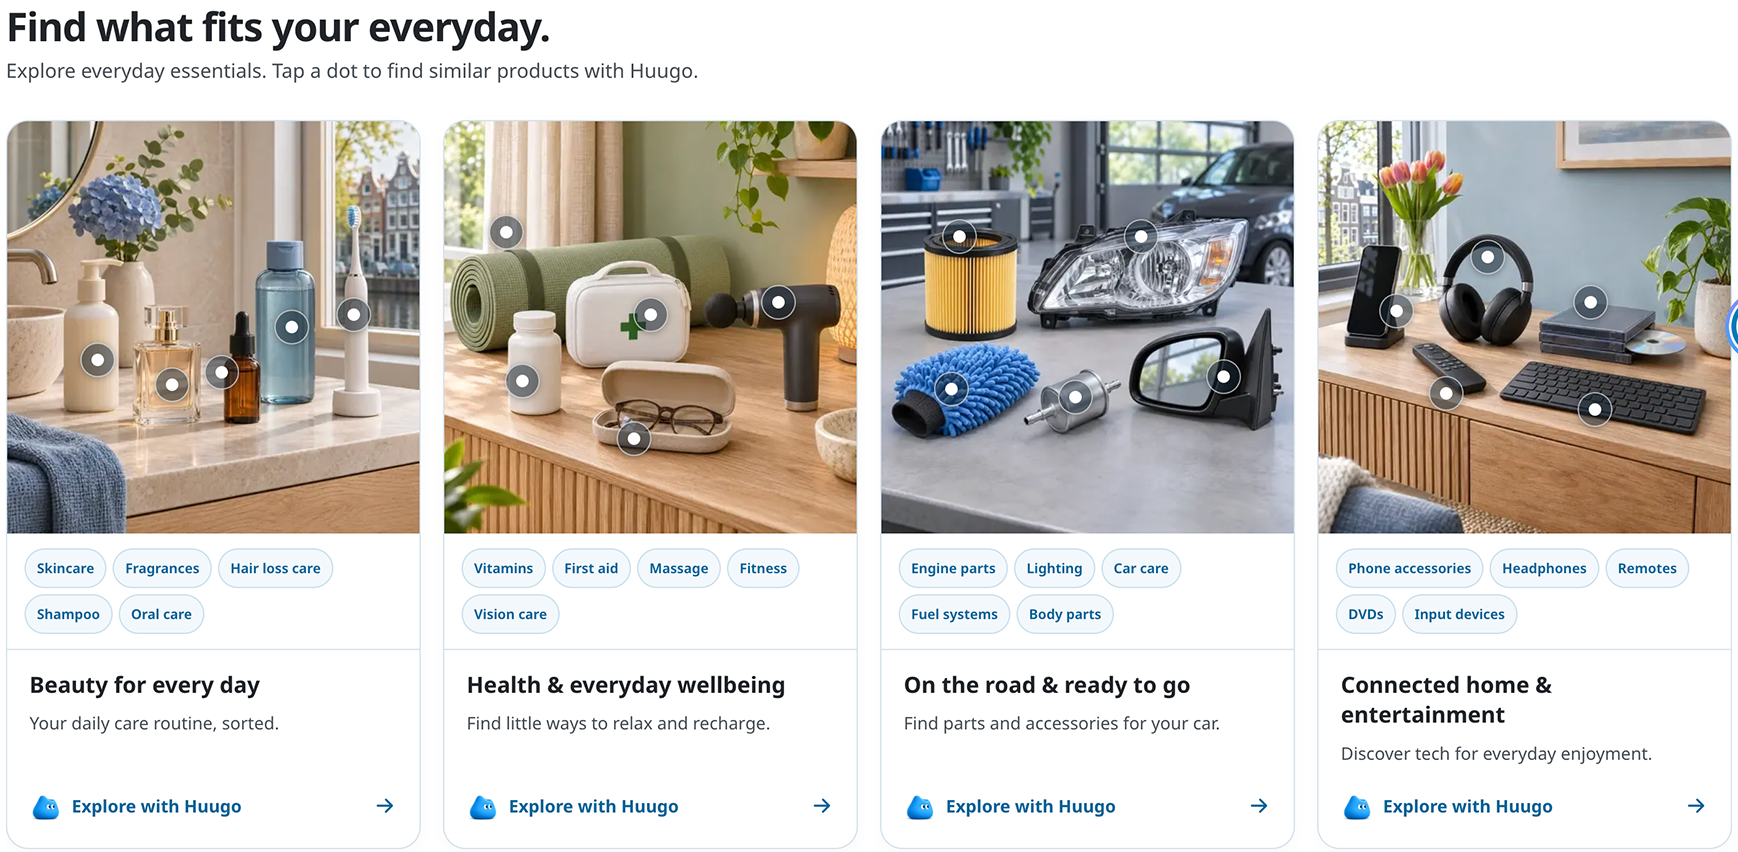 Find what fits your everyday.
Explore everyday essentials. Tap a dot to find similar products with Huugo.
Skincare
Fragrances
Hair loss care
Shampoo
Oral care
Beauty for every day
Your daily care routine, sorted.
Explore with Huugo
Vitamins
First aid
Massage
Fitness
Vision care
Health & everyday wellbeing
Find little ways to relax and recharge.
Explore with Huugo
Engine parts
Lighting
Car care
Fuel systems
Body parts
On the road & ready to go
Find parts and accessories for your car.
Explore with Huugo
Phone accessories
Headphones
Remotes
DVDs
Input devices
Connected home &
entertainment
Discover tech for everyday enjoyment.
Explore with Huugo